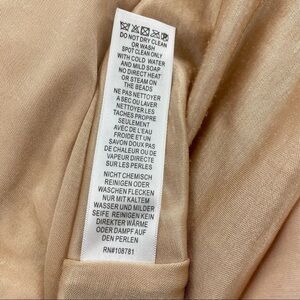 DO NOT DRY CLEAN
OR WASH
SPOT CLEAN ONLY
WITH COLD WATER
AND MILD SOAP
NO DIRECT HEAT
OR STEAM ON
THE BEADS
NE PAS NETTOYER
A SEC OU LAVER
NETTOYER LES
TACHES PROPRE
SEULEMENT
AVEC DE L'EAU
FROIDE ET UN
SAVON DOUX PAS
DE CHALEUR OU DE
VAPEUR DIRECTE
SUR LES PERLES
NICHT CHEMISCH
REINIGEN ODER
WASCHEN FLECKEN
NUR MIT KALTEM
WASSER UND MILDER
SEIFE REINIGEN KEIN
DIREKTER WÄRME
ODER DAMPF AUF
DEN PERLEN
RN#108781